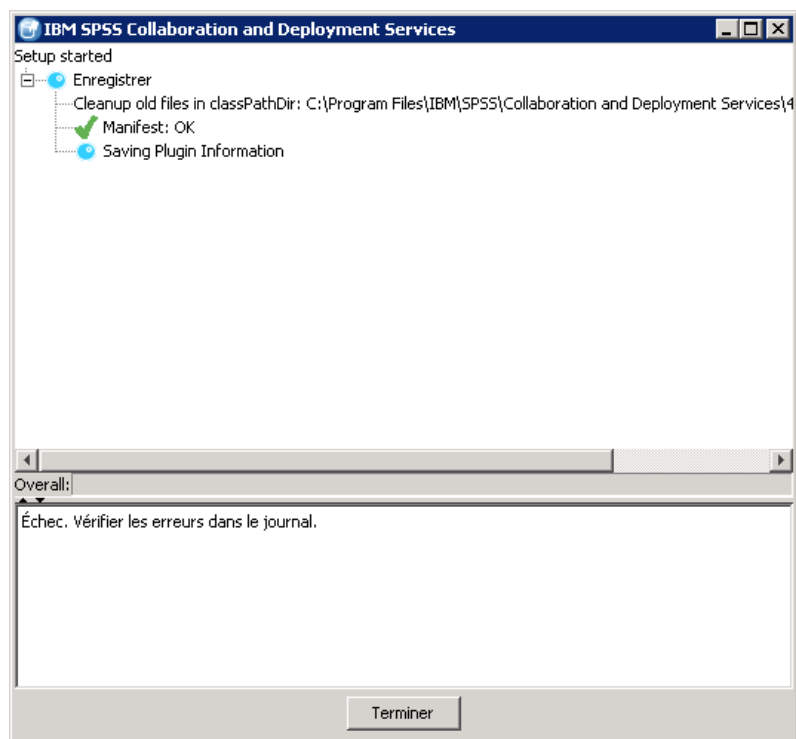 IBM SPSS Collaboration and Deployment Services
Setup started
Enregistrer
Cleanup old files in classPathDir: C:\Program Files\IBM\SPSS\Collaboration and Deployment Services\4
Manifest: OK
Saving Plugin Information
Overall:
Échec. Vérifier les erreurs dans le journal.
Terminer